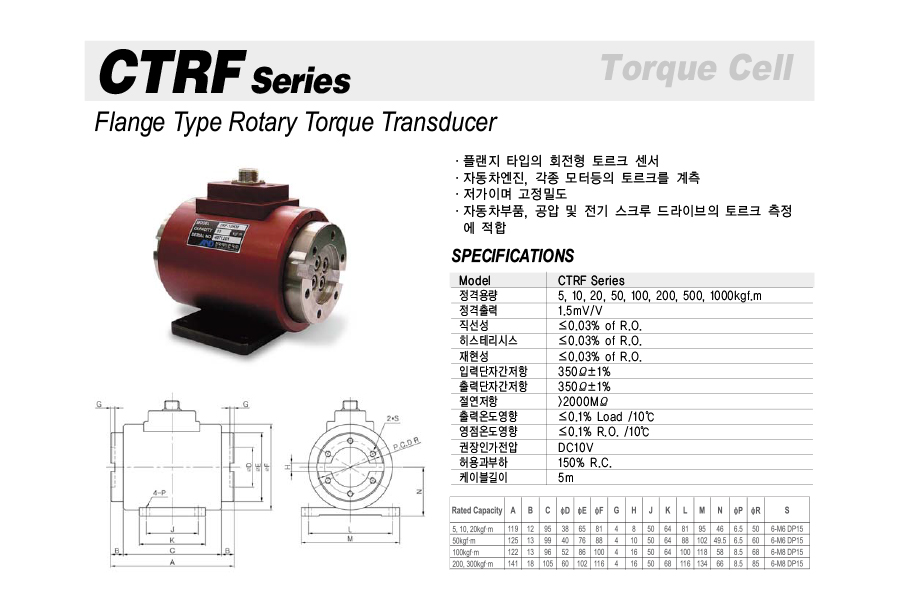 CTRF Series
Torque Cell
Flange Type Rotary Torque Transducer
· 플랜지 타입의 회전형 토르크 센서
· 자동차엔진, 각종 모터등의 토르크를 계측
· 저가이며 고정밀도
· 자동차부품, 공압 및 전기 스크루 드라이브의 토르크 측정
에 적합
SPECIFICATIONS
Model CTRF Series
정격용량 5, 10, 20, 50, 100, 200, 500, 1000kgf.m
정격출력 1.5mV/V
직선성 ≤0.03% of R.O.
히스테리시스 ≤0.03% of R.O.
재현성 ≤0.03% of R.O.
입력단자간저항 350Ω±1%
출력단자간저항 350Ω±1%
절연저항 >2000MΩ
출력온도영향 ≤0.1% Load /10℃
영점온도영향 ≤0.1% R.O. /10℃
권장인가전압 DC10V
허용과부하 150% R.C.
케이블길이 5m
MODEL
CAPACITY
SERIAL NO
AND
G G
ϕD ϕE ϕF
4-P
J
K
B C B
A
2×S
P.C.D R
H
N
L
M
Rated Capacity A B C ϕD ϕE ϕF G H J K L M N ϕP ϕR S
5, 10, 20kgf·m 119 12 95 38 65 81 4 8 50 64 81 95 46 6.5 50 6-M6 DP15
50kgf·m 125 13 99 40 76 88 4 10 50 64 88 102 49.5 6.5 60 6-M6 DP15
100kgf·m 122 13 96 52 86 100 4 16 50 64 100 118 58 8.5 68 6-M8 DP15
200, 300kgf·m 141 18 105 60 102 116 4 16 50 68 116 134 66 8.5 85 6-M8 DP15